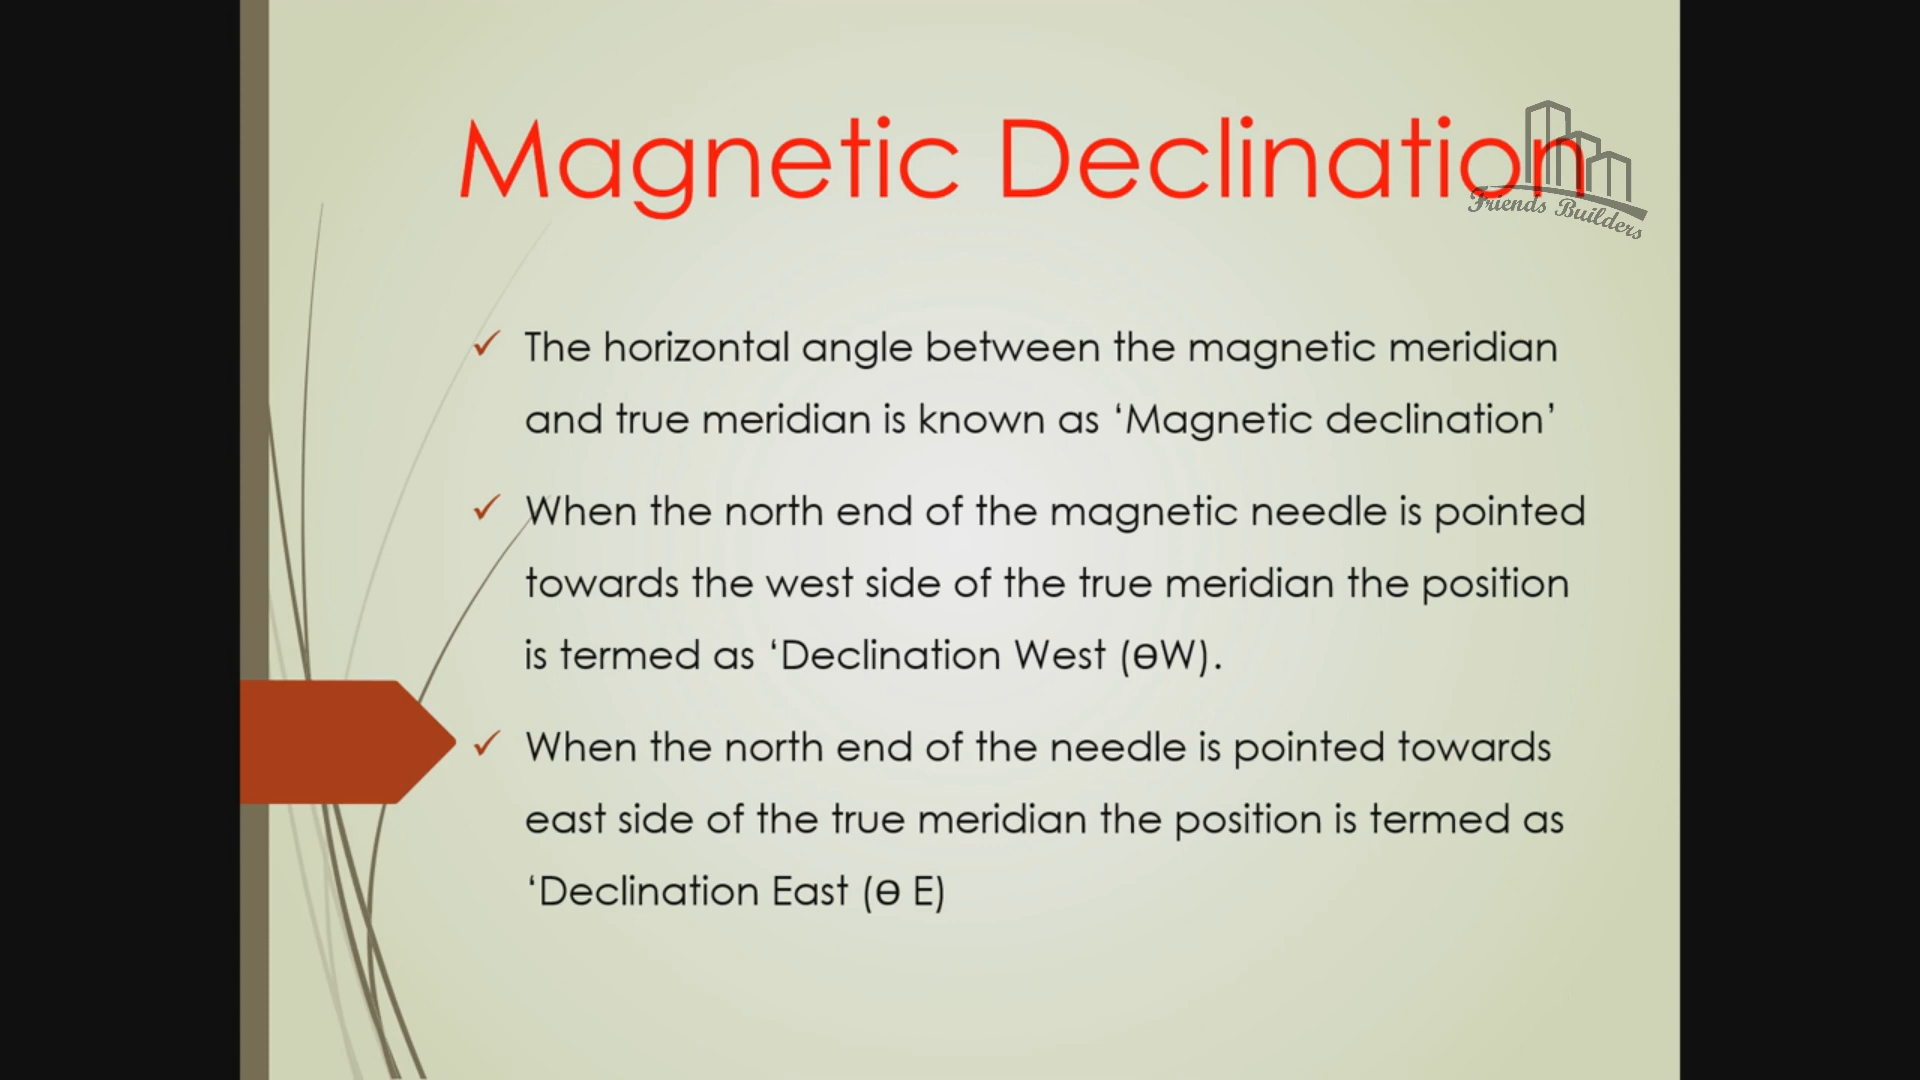 Magnetic Declination
Friends Builders
✓ The horizontal angle between the magnetic meridian
and true meridian is known as ‘Magnetic declination’
✓ When the north end of the magnetic needle is pointed
towards the west side of the true meridian the position
is termed as ‘Declination West (ѳW).
✓ When the north end of the needle is pointed towards
east side of the true meridian the position is termed as
‘Declination East (ѳ E)